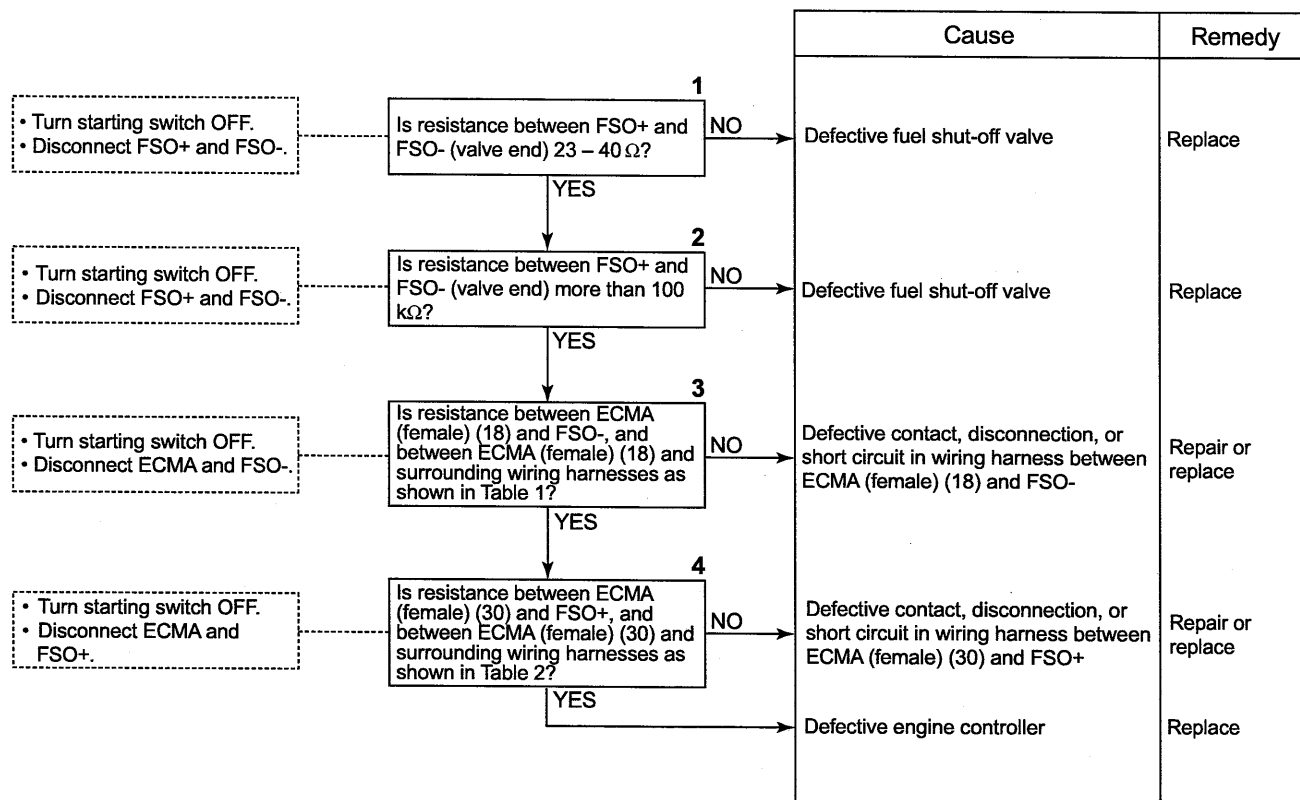 Cause
Remedy
1
• Turn starting switch OFF.
• Disconnect FSO+ and FSO-.
Is resistance between FSO+ and
FSO- (valve end) 23 – 40 Ω?
NO
Defective fuel shut-off valve
Replace
YES
2
• Turn starting switch OFF.
• Disconnect FSO+ and FSO-.
Is resistance between FSO+ and
FSO- (valve end) more than 100
kΩ?
NO
Defective fuel shut-off valve
Replace
YES
3
• Turn starting switch OFF.
• Disconnect ECMA and FSO-.
Is resistance between ECMA
(female) (18) and FSO-, and
between ECMA (female) (18) and
surrounding wiring harnesses as
shown in Table 1?
NO
Defective contact, disconnection, or
short circuit in wiring harness between
ECMA (female) (18) and FSO-
Repair or
replace
YES
4
• Turn starting switch OFF.
• Disconnect ECMA and
FSO+.
Is resistance between ECMA
(female) (30) and FSO+, and
between ECMA (female) (30) and
surrounding wiring harnesses as
shown in Table 2?
NO
Defective contact, disconnection, or
short circuit in wiring harness between
ECMA (female) (30) and FSO+
Repair or
replace
YES
Defective engine controller
Replace